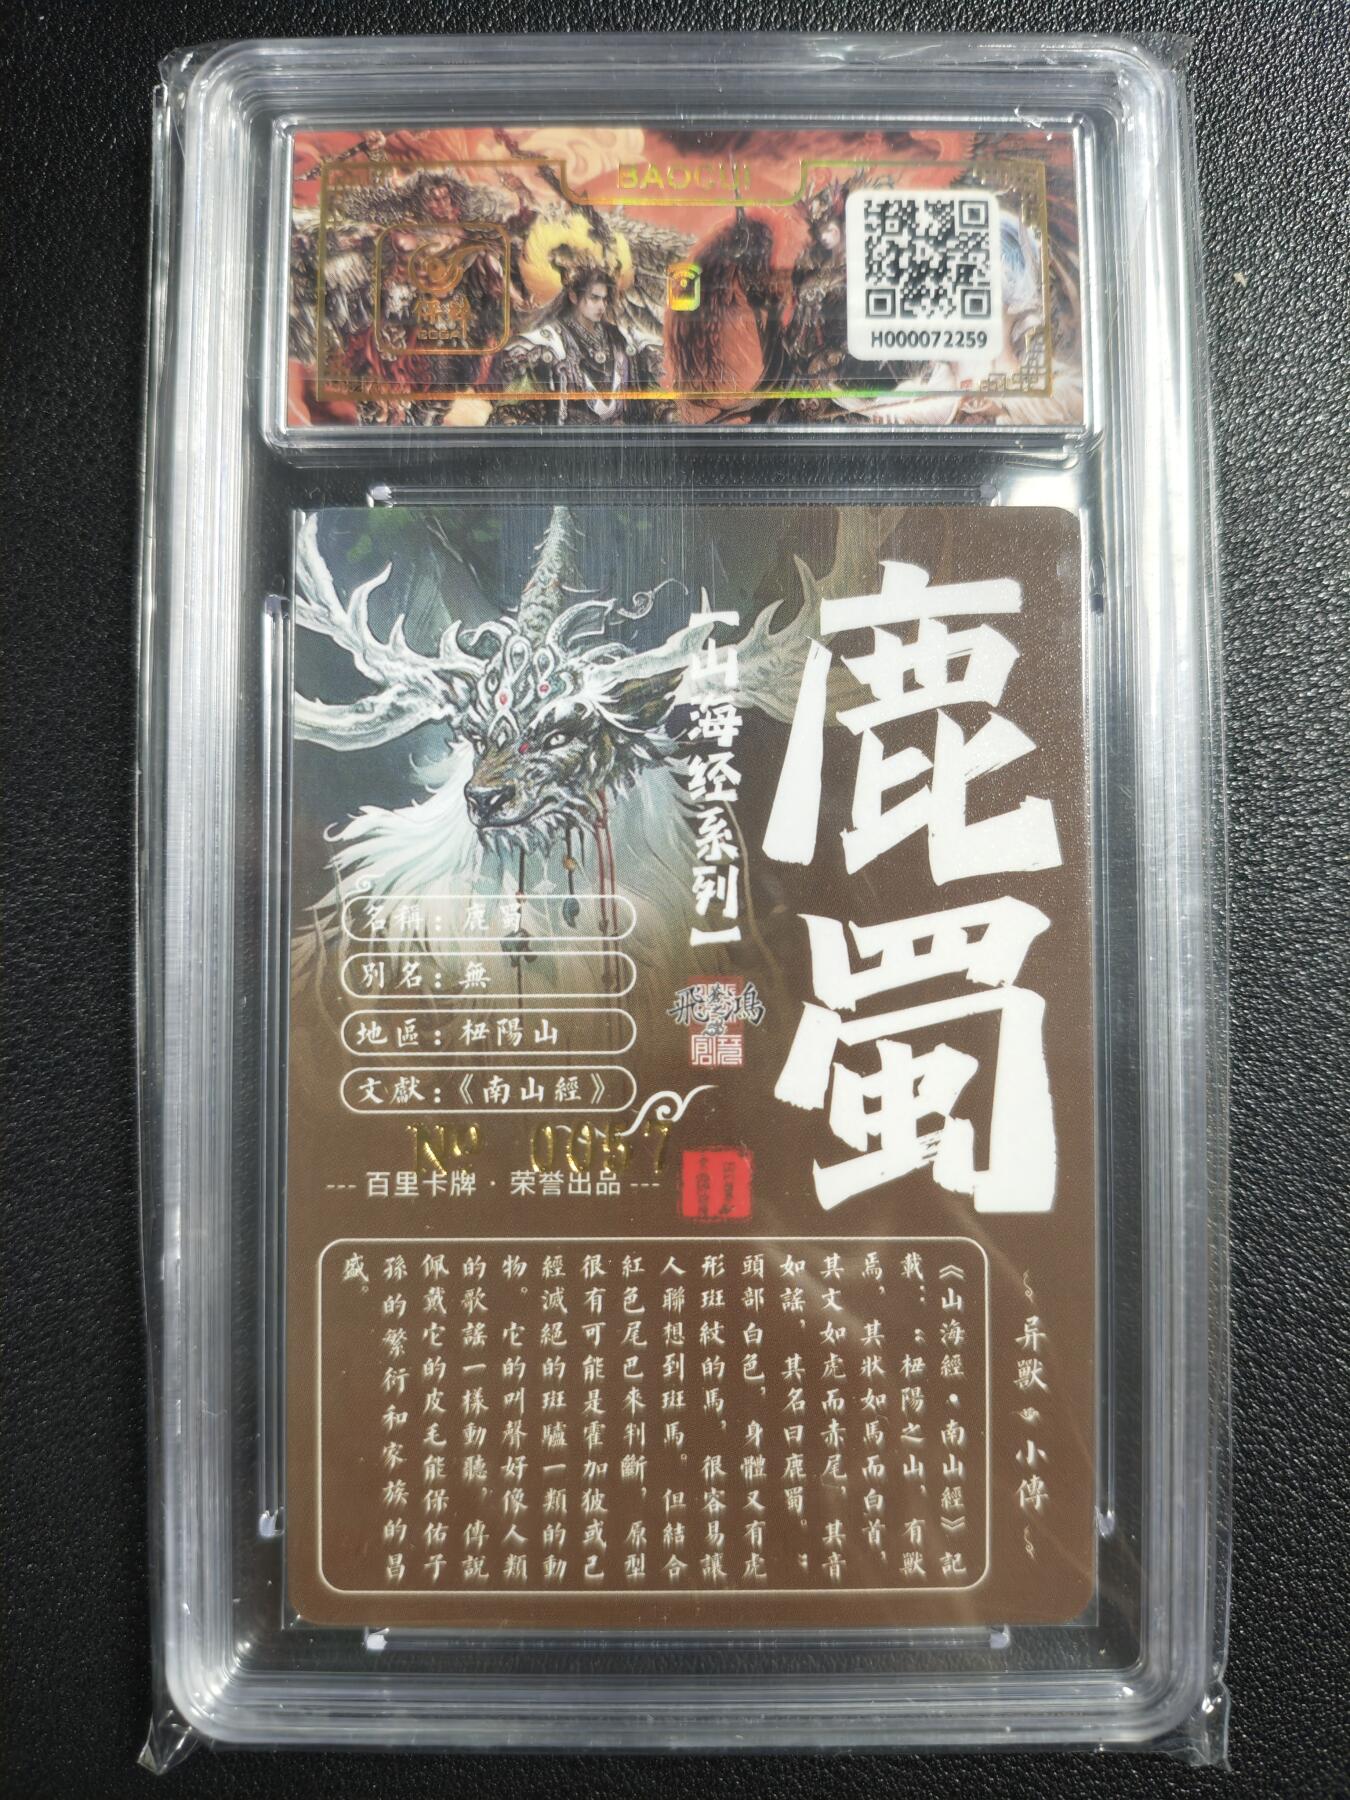 BAOCUI
保粹
2024
H000072259
鹿蜀
【山海经系列】
名稱：鹿蜀
別名：無
地區：杻陽山
文獻：《南山經》
飛鴻
Nº 0057
--- 百里卡牌 · 荣誉出品 ---
异獸 小傳
《山海經•南山經》記
載：“杻陽之山，有獸
焉，其狀如馬而白首，
其文如虎而赤尾，其音
如謠，其名曰鹿蜀。”
頭部白色，身體又有虎
形斑紋的馬，很容易讓
人聯想到斑馬。但結合
紅色尾巴來判斷，原型
很有可能是霍加狓或已
經滅絕的斑驢一類的動
物。它的叫聲好像人類
的歌謠一樣動聽，傳説
佩戴它的皮毛能保佑子
孫的繁衍和家族的昌
盛。